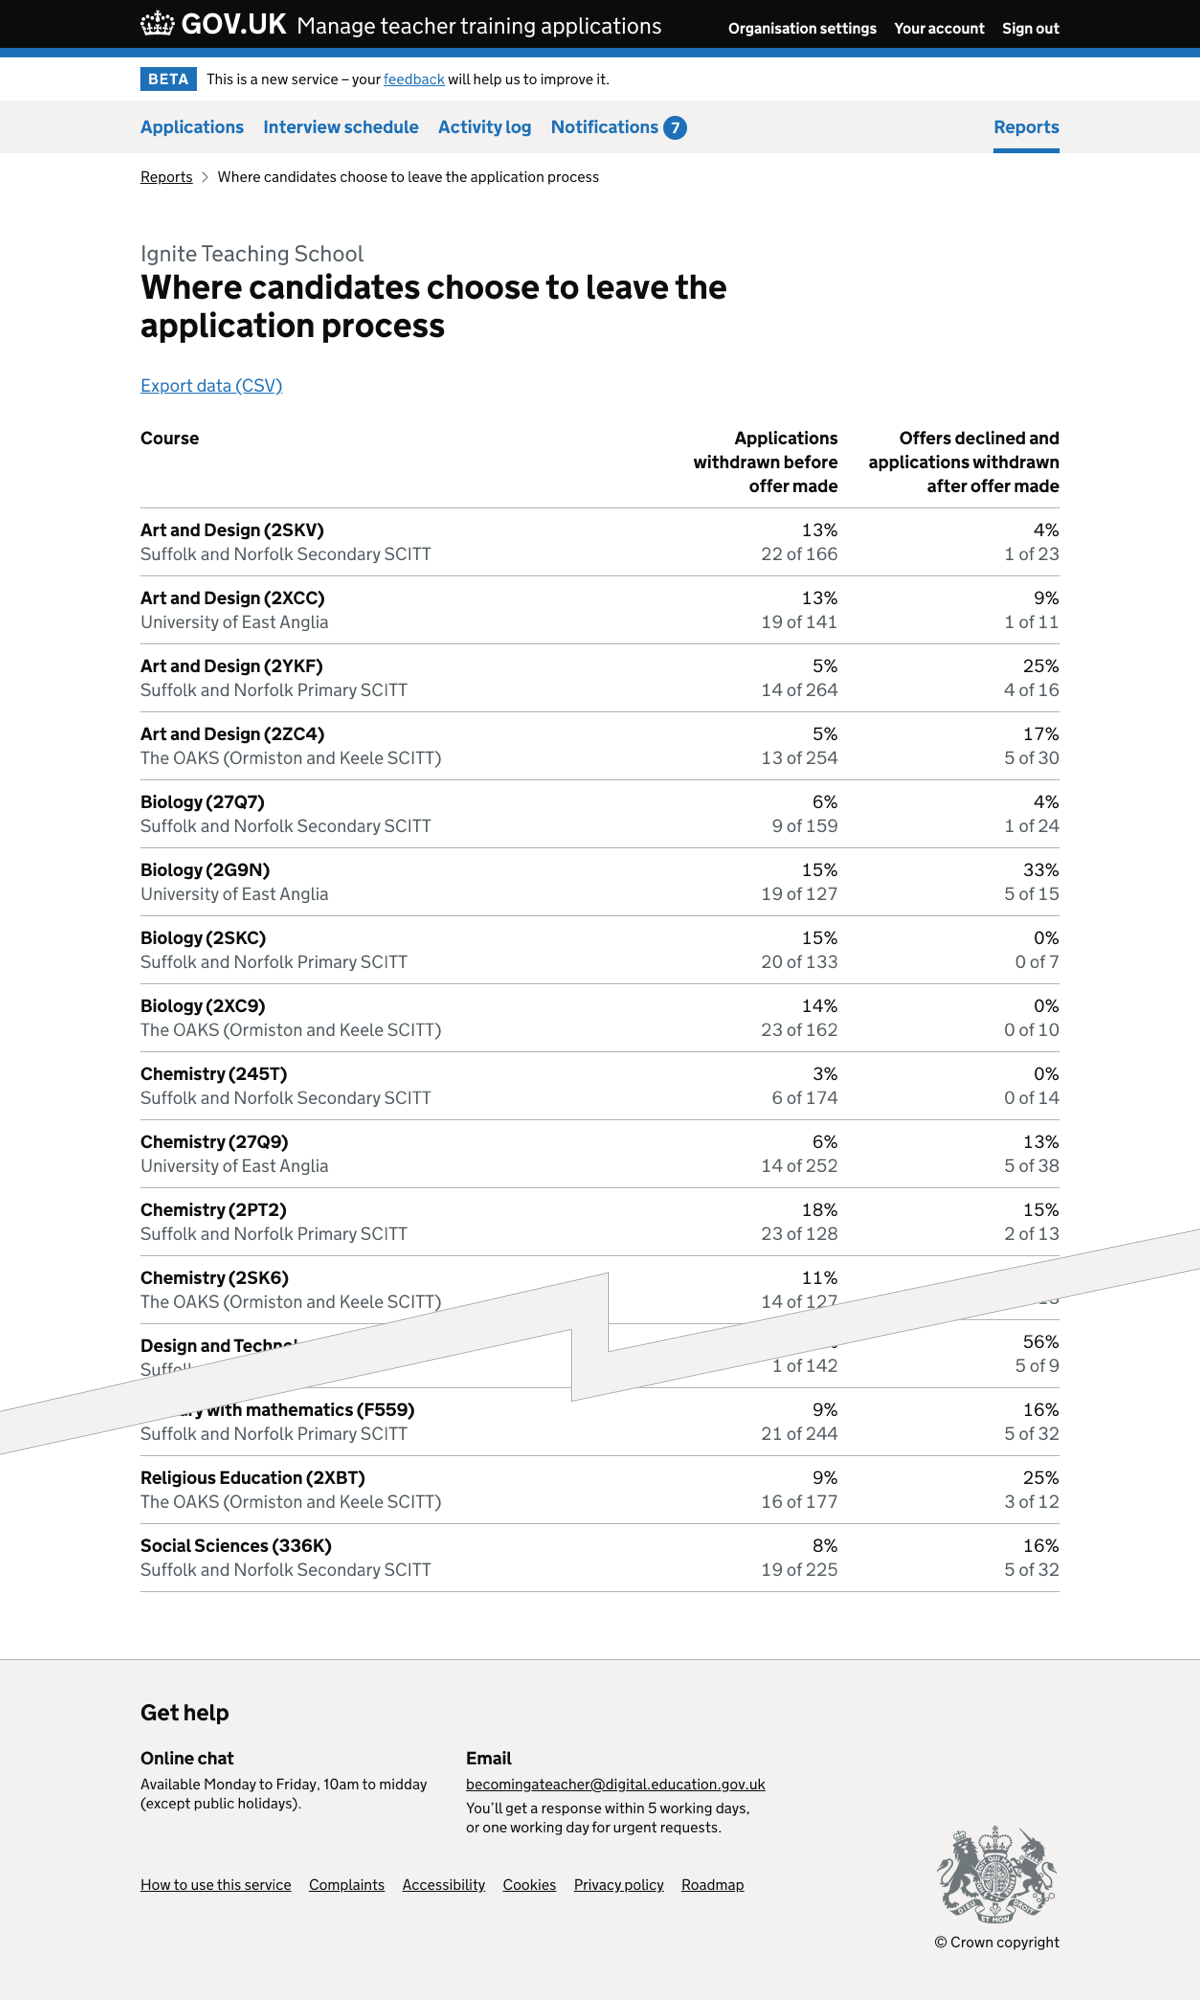 GOV.UK Manage teacher training applications
Organisation settings Your account Sign out
BETA This is a new service – your feedback will help us to improve it.
Applications Interview schedule Activity log Notifications 7 Reports
Reports > Where candidates choose to leave the application process
Ignite Teaching School
Where candidates choose to leave the
application process
Export data (CSV)
Course
Applications
withdrawn before
offer made
Offers declined and
applications withdrawn
after offer made
Art and Design (2SKV) 13% 4%
Suffolk and Norfolk Secondary SCITT 22 of 166 1 of 23
Art and Design (2XCC) 13% 9%
University of East Anglia 19 of 141 1 of 11
Art and Design (2YKF) 5% 25%
Suffolk and Norfolk Primary SCITT 14 of 264 4 of 16
Art and Design (2ZC4) 5% 17%
The OAKS (Ormiston and Keele SCITT) 13 of 254 5 of 30
Biology (27Q7) 6% 4%
Suffolk and Norfolk Secondary SCITT 9 of 159 1 of 24
Biology (2G9N) 15% 33%
University of East Anglia 19 of 127 5 of 15
Biology (2SKC) 15% 0%
Suffolk and Norfolk Primary SCITT 20 of 133 0 of 7
Biology (2XC9) 14% 0%
The OAKS (Ormiston and Keele SCITT) 23 of 162 0 of 10
Chemistry (245T) 3% 0%
Suffolk and Norfolk Secondary SCITT 6 of 174 0 of 14
Chemistry (27Q9) 6% 13%
University of East Anglia 14 of 252 5 of 38
Chemistry (2PT2) 18% 15%
Suffolk and Norfolk Primary SCITT 23 of 128 2 of 13
Chemistry (2SK6) 11%
The OAKS (Ormiston and Keele SCITT) 14 of 127
Design and 56%
1 of 142 5 of 9
with mathematics (F559) 9% 16%
Suffolk and Norfolk Primary SCITT 21 of 244 5 of 32
Religious Education (2XBT) 9% 25%
The OAKS (Ormiston and Keele SCITT) 16 of 177 3 of 12
Social Sciences (336K) 8% 16%
Suffolk and Norfolk Secondary SCITT 19 of 225 5 of 32
Get help
Online chat
Available Monday to Friday, 10am to midday
(except public holidays).
Email
becomingateacher@digital.education.gov.uk
You’ll get a response within 5 working days,
or one working day for urgent requests.
How to use this service Complaints Accessibility Cookies Privacy policy Roadmap
© Crown copyright